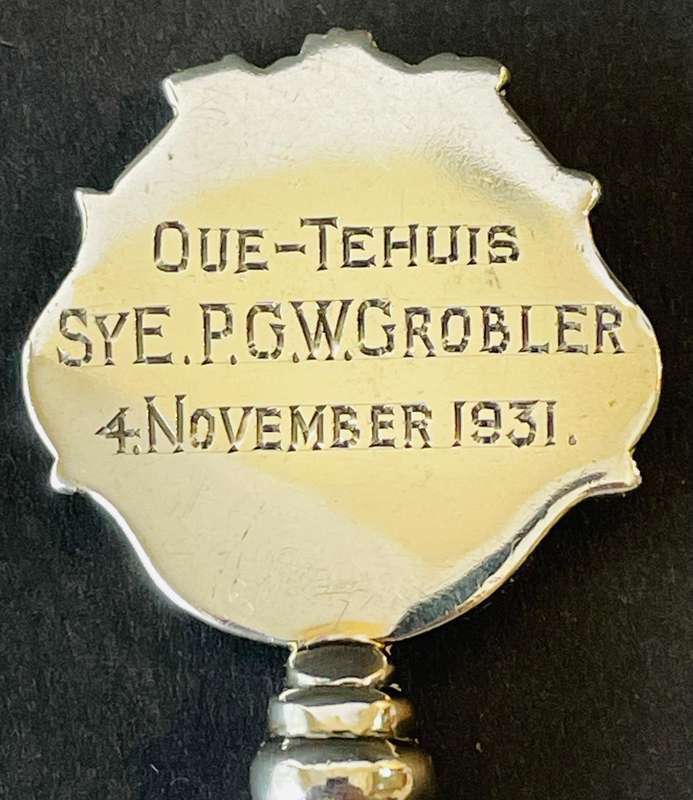 OUE-TEHUIS
SYE.P.G.W.GROBLER
4.NOVEMBER 1931.